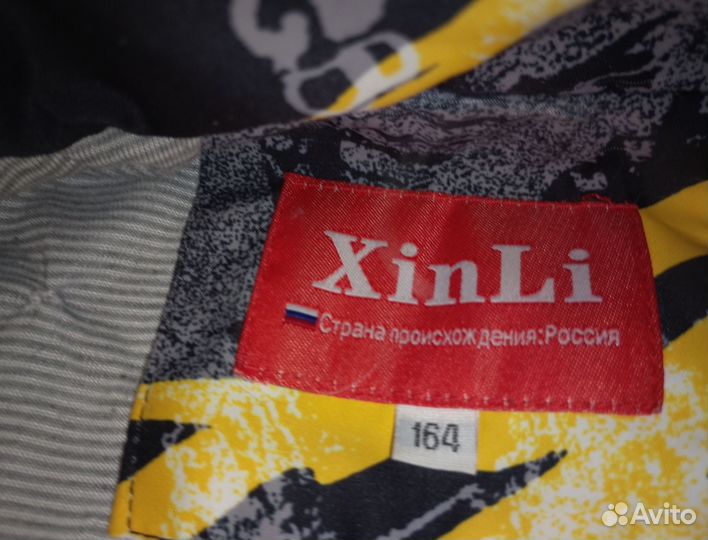 XinLi
Страна происхождения:Россия
164
Avito